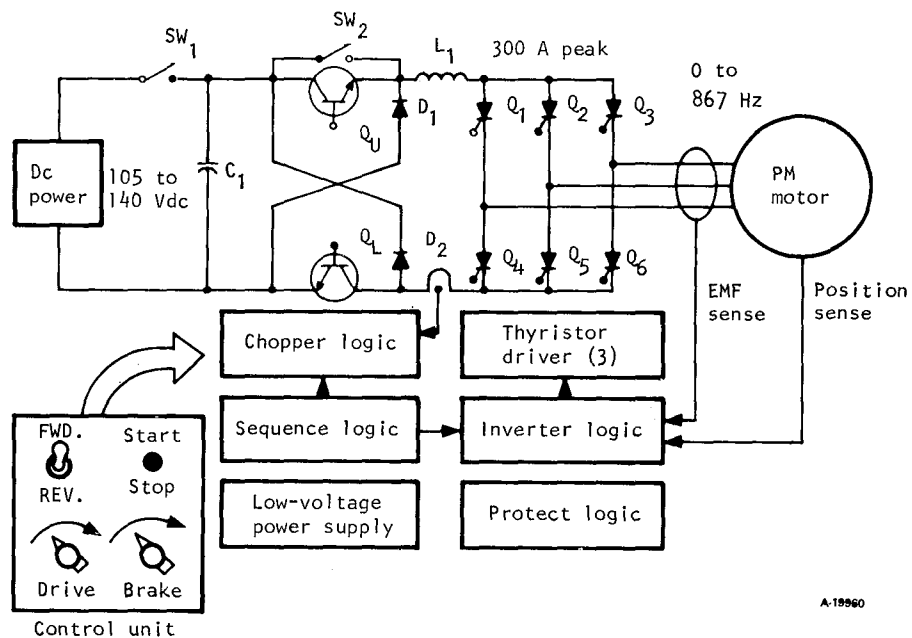 SW1
SW2
L1
300 A peak
0 to
867 Hz
Dc
power
105 to
140 Vdc
C1
QU
D1
Q1
Q2
Q3
PM
motor
QL
D2
Q4
Q5
Q6
EMF
sense
Position
sense
Chopper logic
Thyristor
driver (3)
Sequence logic
Inverter logic
Low-voltage
power supply
Protect logic
FWD.
REV.
Start
Stop
Drive
Brake
Control unit
A-19960